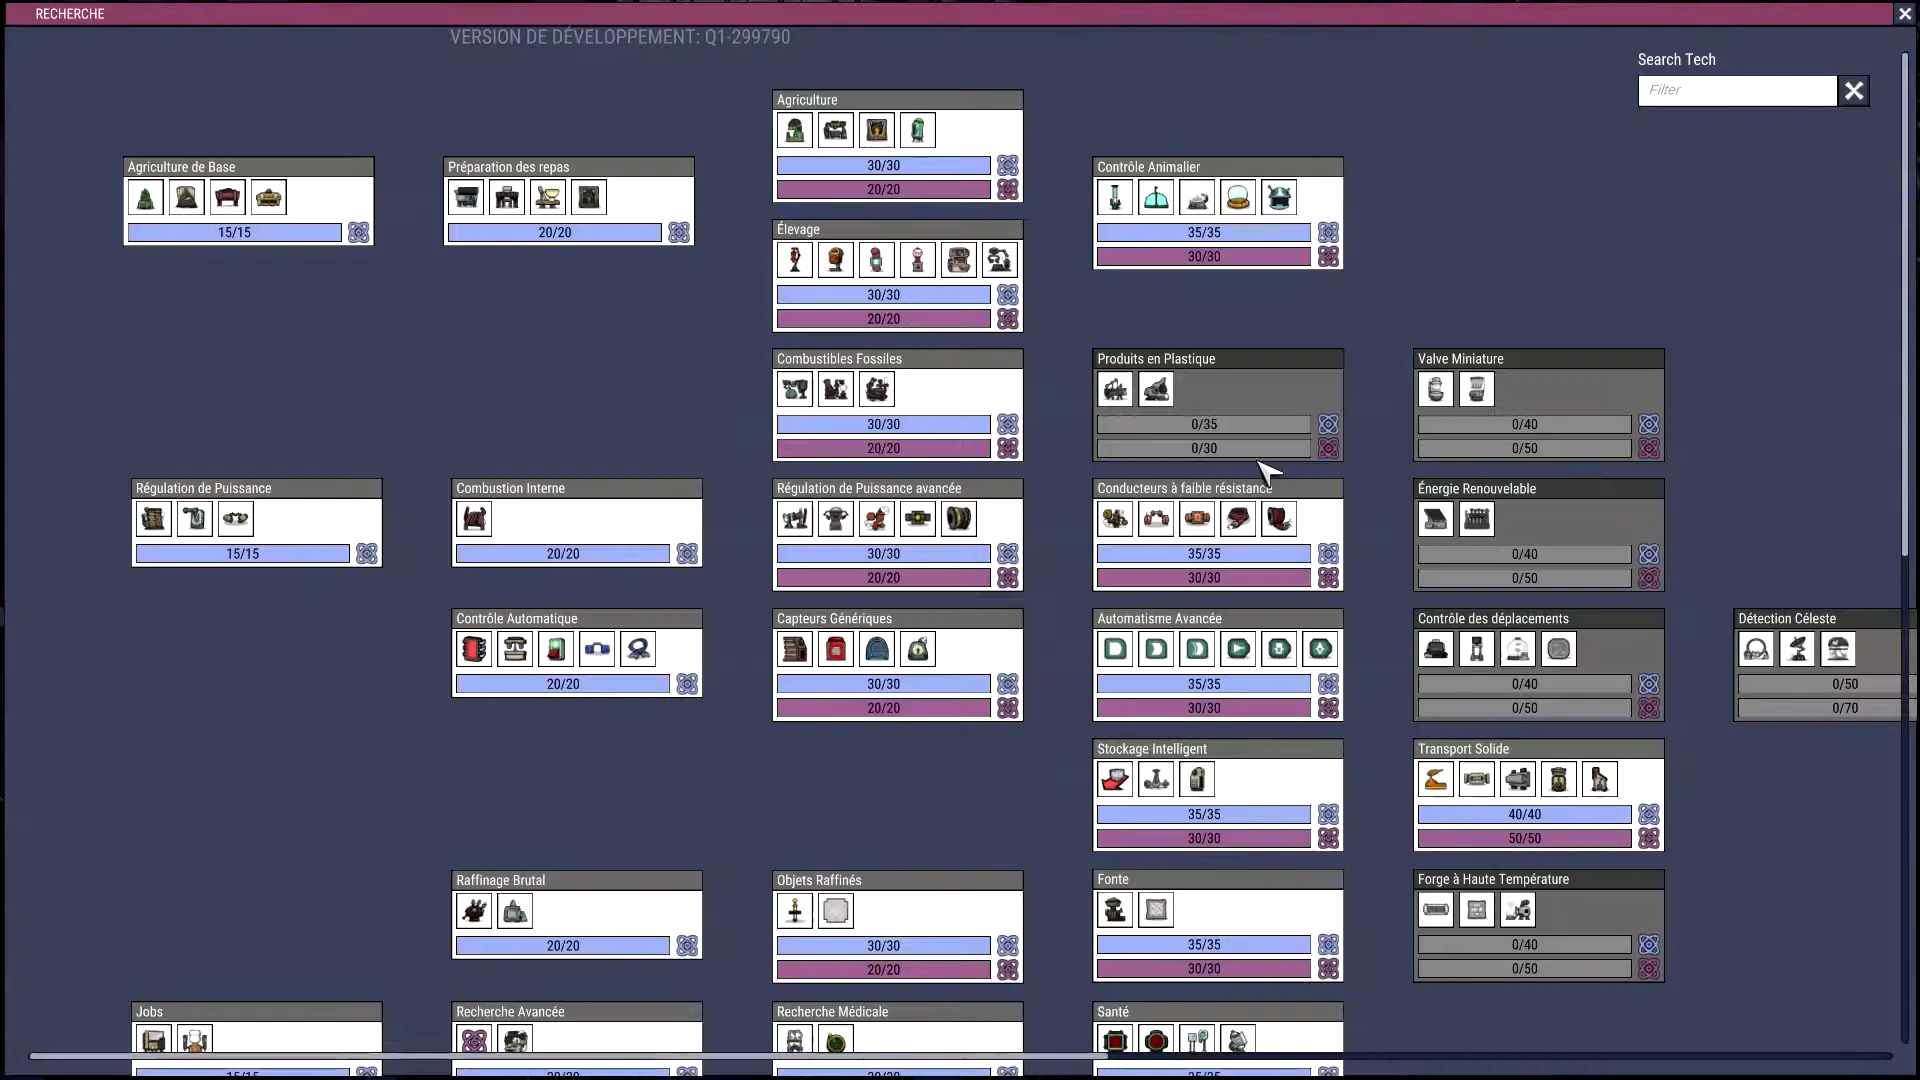 RECHERCHE
VERSION DE DÉVELOPPEMENT: Q1-299790
Search Tech
Filter
Agriculture
30/30
20/20
Agriculture de Base
15/15
Préparation des repas
20/20
Contrôle Animalier
35/35
30/30
Élevage
30/30
20/20
Combustibles Fossiles
30/30
20/20
Produits en Plastique
0/35
0/30
Valve Miniature
0/40
0/50
Régulation de Puissance
15/15
Combustion Interne
20/20
Régulation de Puissance avancée
30/30
20/20
Conducteurs à faible résistance
35/35
30/30
Énergie Renouvelable
0/40
0/50
Contrôle Automatique
20/20
Capteurs Génériques
30/30
20/20
Automatisme Avancée
35/35
30/30
Contrôle des déplacements
0/40
0/50
Détection Céleste
0/50
0/70
Stockage Intelligent
35/35
30/30
Transport Solide
40/40
50/50
Raffinage Brutal
20/20
Objets Raffinés
30/30
20/20
Fonte
35/35
30/30
Forge à Haute Température
0/40
0/50
Jobs
15/15
Recherche Avancée
20/20
Recherche Médicale
30/30
Santé
35/35